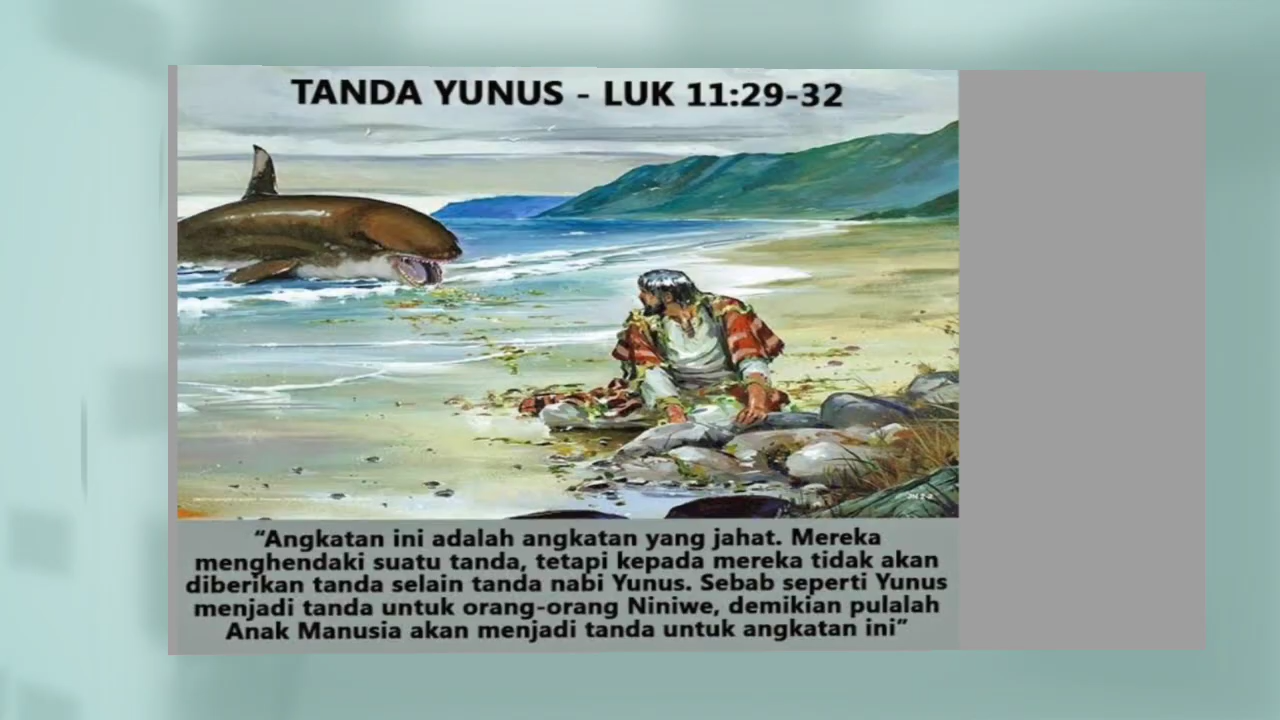 TANDA YUNUS - LUK 11:29-32
“Angkatan ini adalah angkatan yang jahat. Mereka
menghendaki suatu tanda, tetapi kepada mereka tidak akan
diberikan tanda selain tanda nabi Yunus. Sebab seperti Yunus
menjadi tanda untuk orang-orang Niniwe, demikian pulalah
Anak Manusia akan menjadi tanda untuk angkatan ini”